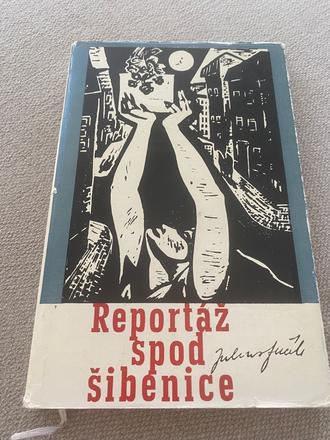 Reportáž
spod
Julius Fučík
šibenice